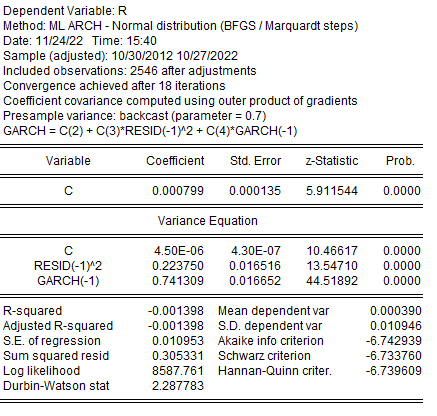 Dependent Variable: R
Method: ML ARCH - Normal distribution (BFGS / Marquardt steps)
Date: 11/24/22 Time: 15:40
Sample (adjusted): 10/30/2012 10/27/2022
Included observations: 2546 after adjustments
Convergence achieved after 18 iterations
Coefficient covariance computed using outer product of gradients
Presample variance: backcast (parameter = 0.7)
GARCH = C(2) + C(3)*RESID(-1)^2 + C(4)*GARCH(-1)
Variable Coefficient Std. Error z-Statistic Prob.
C 0.000799 0.000135 5.911544 0.0000
Variance Equation
C 4.50E-06 4.30E-07 10.46617 0.0000
RESID(-1)^2 0.223750 0.016516 13.54710 0.0000
GARCH(-1) 0.741309 0.016652 44.51892 0.0000
R-squared -0.001398 Mean dependent var 0.000390
Adjusted R-squared -0.001398 S.D. dependent var 0.010946
S.E. of regression 0.010953 Akaike info criterion -6.742939
Sum squared resid 0.305331 Schwarz criterion -6.733760
Log likelihood 8587.761 Hannan-Quinn criter. -6.739609
Durbin-Watson stat 2.287783